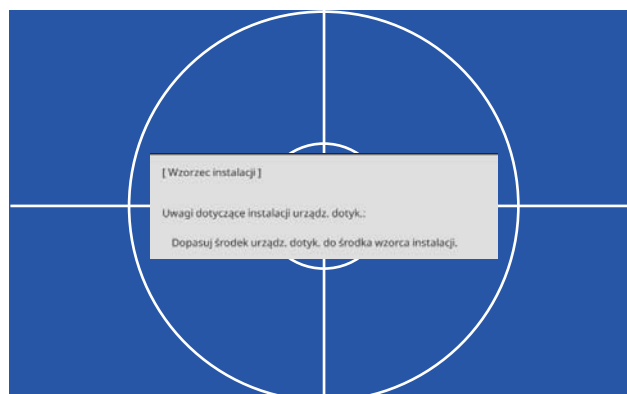 [ Wzorzec instalacji ]
Uwagi dotyczące instalacji urządz. dotyk.:
Dopasuj środek urządz. dotyk. do środka wzorca instalacji.